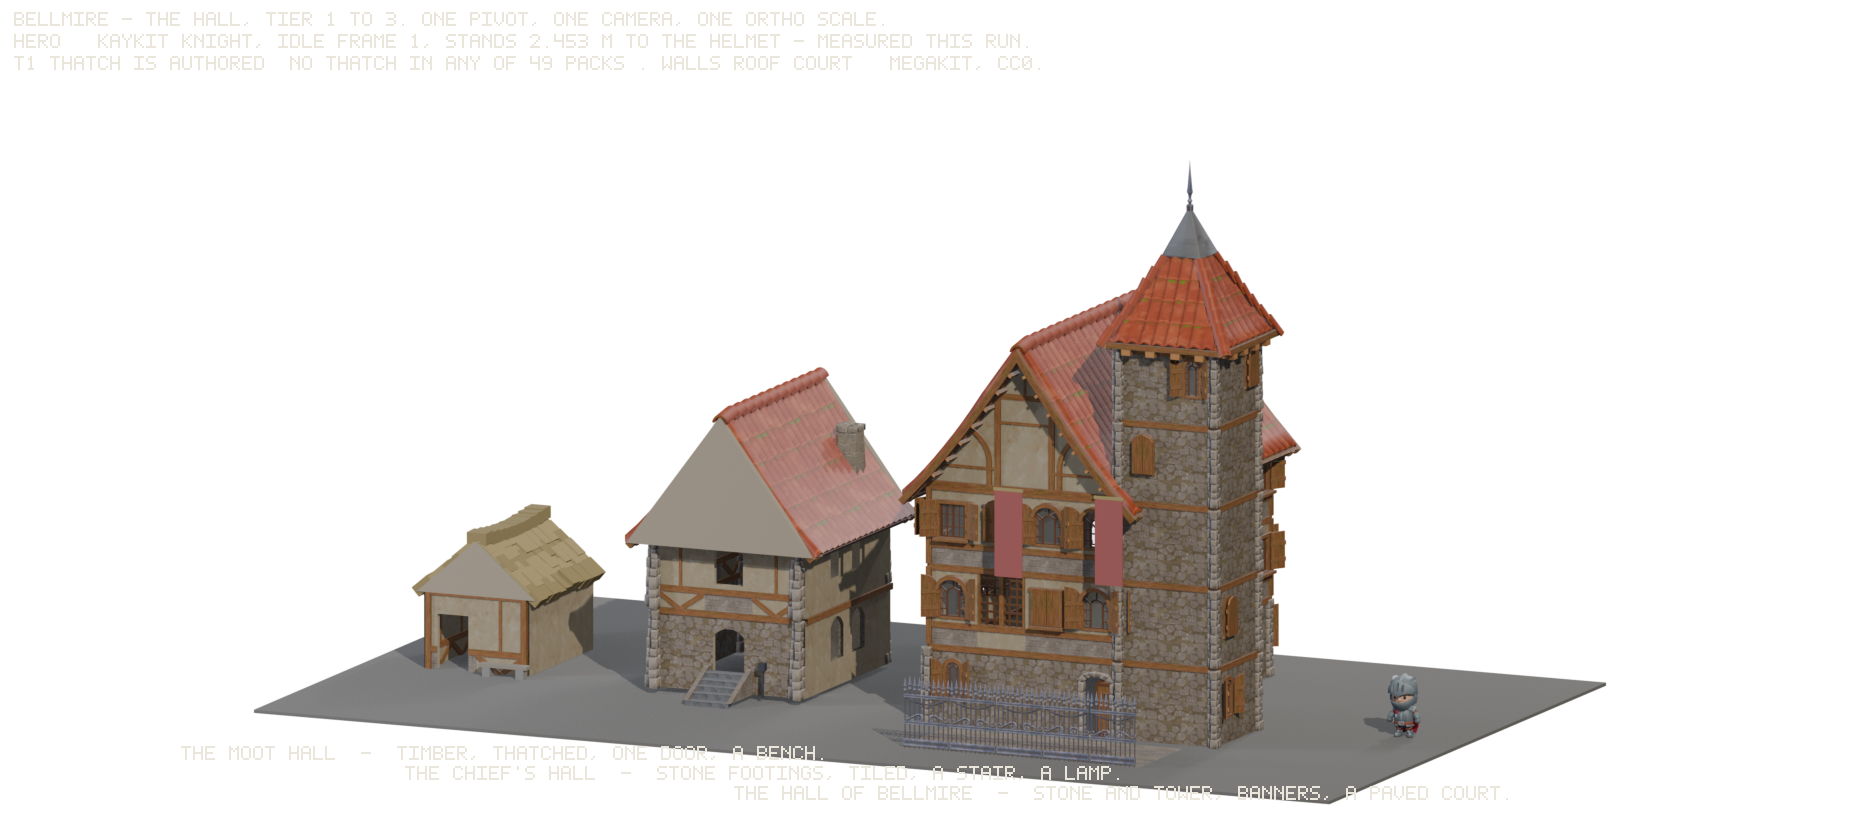 BELLMIRE - THE HALL, TIER 1 TO 3. ONE PIVOT, ONE CAMERA, ONE ORTHO SCALE.
HERO   KAYKIT KNIGHT, IDLE FRAME 1, STANDS 2.453 M TO THE HELMET - MEASURED THIS RUN.
T1 THATCH IS AUTHORED  NO THATCH IN ANY OF 49 PACKS . WALLS ROOF COURT   MEGAKIT, CC0.
THE MOOT HALL  -  TIMBER, THATCHED, ONE DOOR, A BENCH.
THE CHIEF'S HALL  -  STONE FOOTINGS, TILED, A STAIR, A LAMP.
THE HALL OF BELLMIRE  -  STONE AND TOWER, BANNERS, A PAVED COURT.